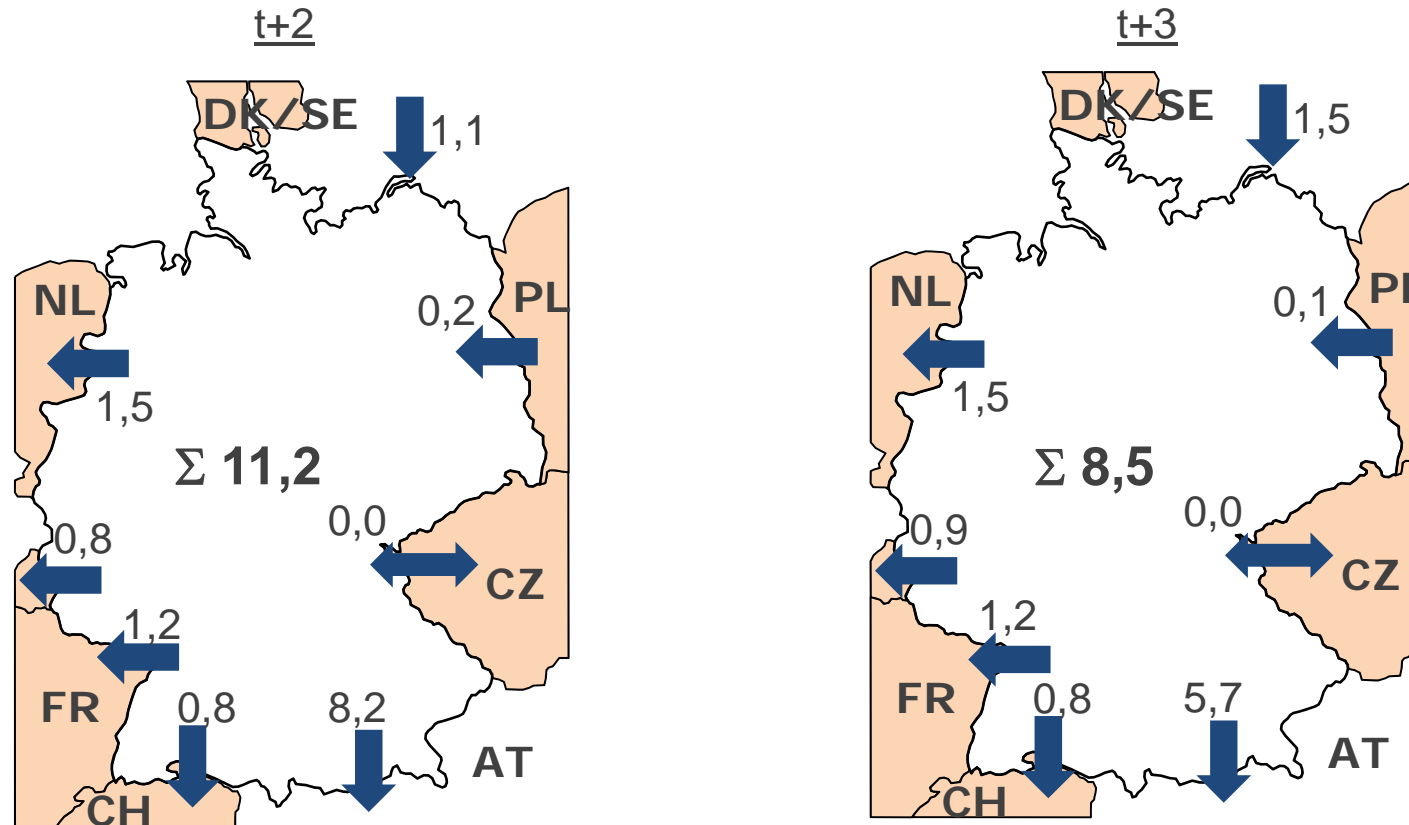 t+2
DK/SE
1,1
NL
PL
0,2
1,5
Σ 11,2
0,0
0,8
CZ
1,2
FR
0,8
8,2
AT
CH
t+3
DK/SE
1,5
NL
PL
0,1
1,5
Σ 8,5
0,0
0,9
CZ
1,2
FR
0,8
5,7
AT
CH